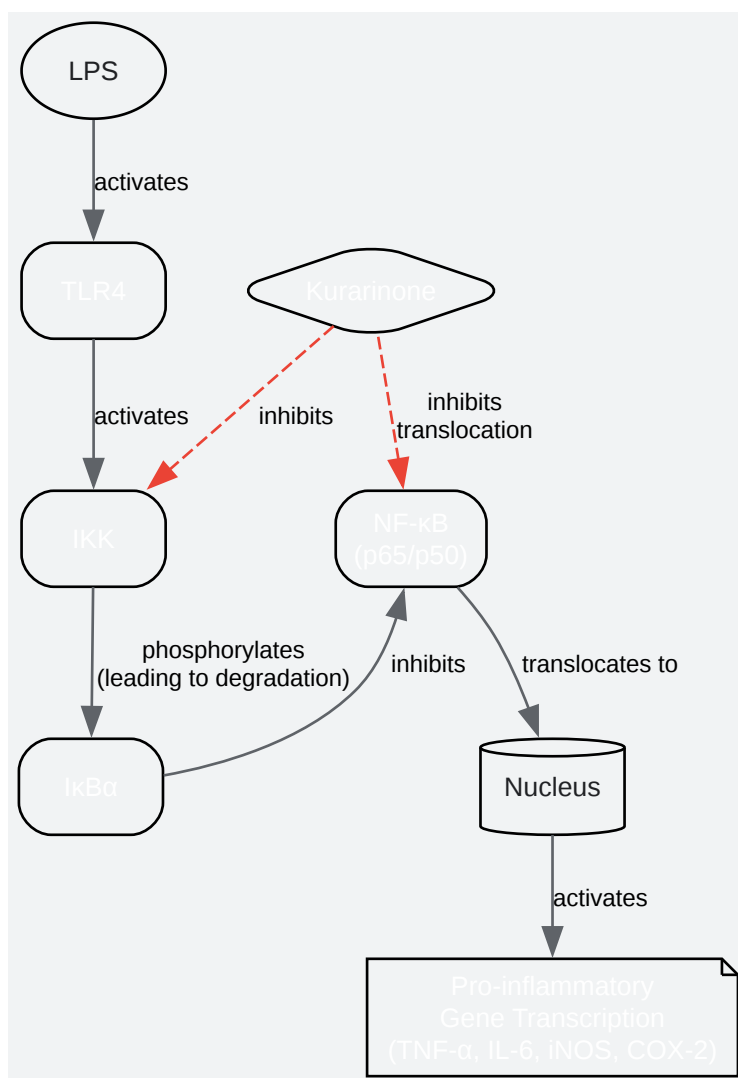 LPS
activates
TLR4
Kurarinone
activates
inhibits
inhibits
translocation
IKK
NF-κB
(p65/p50)
phosphorylates
(leading to degradation)
inhibits
translocates to
IκBα
Nucleus
activates
Pro-inflammatory
Gene Transcription
(TNF-α, IL-6, iNOS, COX-2)